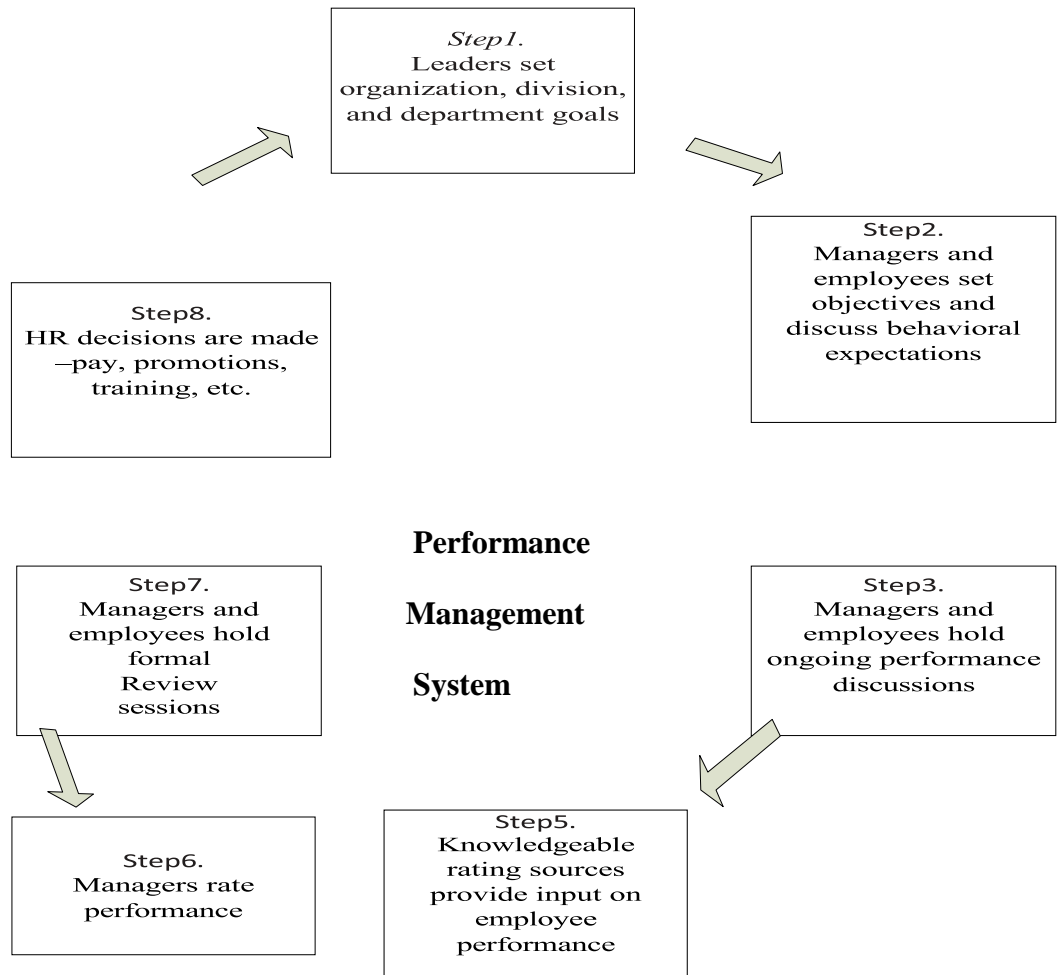 Step1.
Leaders set
organization, division,
and department goals
Step2.
Managers and
employees set
objectives and
discuss behavioral
expectations
Step8.
HR decisions are made
–pay, promotions,
training, etc.
Performance
Management
System
Step7.
Managers and
employees hold
formal
Review
sessions
Step3.
Managers and
employees hold
ongoing performance
discussions
Step6.
Managers rate
performance
Step5.
Knowledgeable
rating sources
provide input on
employee
performance